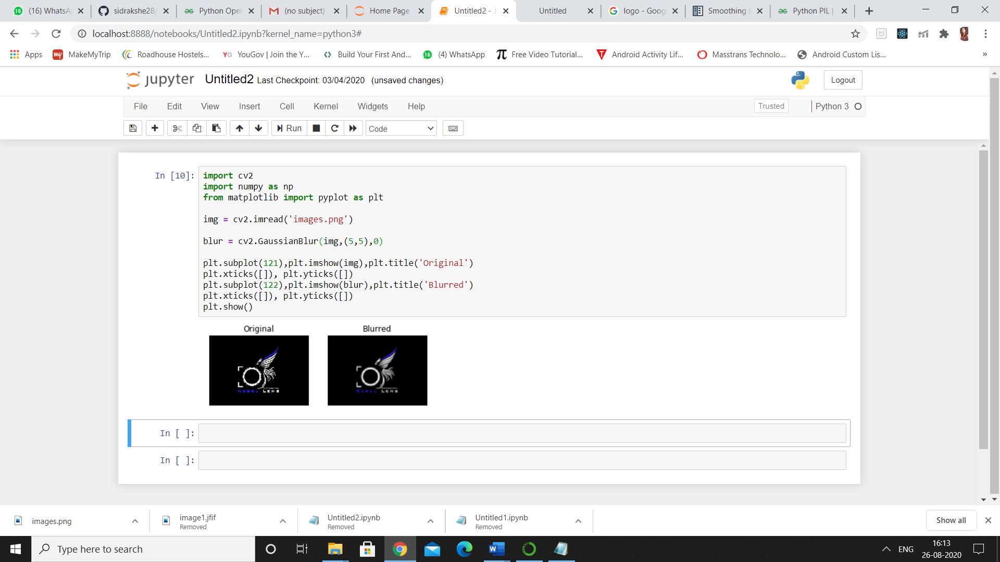 (16) WhatsA
sidrakshe28/
Python Oper
(no subject)
Home Page
Untitled2 - J
Untitled
logo - Goog
Smoothing I
Python PIL |
localhost:8888/notebooks/Untitled2.ipynb?kernel_name=python3#
Apps
MakeMyTrip
Roadhouse Hostels...
YG YouGov | Join the Y...
Build Your First And...
16 (4) WhatsApp
Free Video Tutorial...
Android Activity Lif...
Masstrans Technolo...
Android Custom Lis...
»
jupyter Untitled2 Last Checkpoint: 03/04/2020 (unsaved changes)
Logout
File Edit View Insert Cell Kernel Widgets Help
Trusted
Python 3
Run
Code
In [10]:
import cv2
import numpy as np
from matplotlib import pyplot as plt
img = cv2.imread('images.png')
blur = cv2.GaussianBlur(img,(5,5),0)
plt.subplot(121),plt.imshow(img),plt.title('Original')
plt.xticks([]), plt.yticks([])
plt.subplot(122),plt.imshow(blur),plt.title('Blurred')
plt.xticks([]), plt.yticks([])
plt.show()
Original Blurred
REBEL LENS REBEL LENS
In [ ]:
In [ ]:
images.png
image1.jfif
Removed
Untitled2.ipynb
Removed
Untitled1.ipynb
Removed
Show all
Type here to search
ENG
16:13
26-08-2020